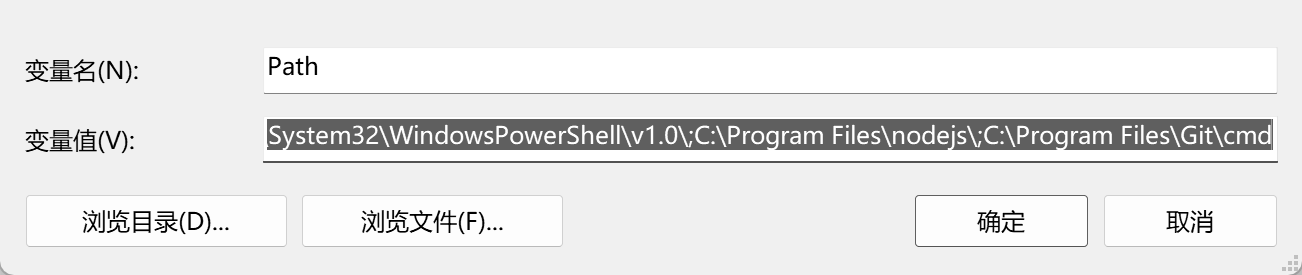 变量名(N):
Path
变量值(V):
System32\WindowsPowerShell\v1.0\;C:\Program Files\nodejs\;C:\Program Files\Git\cmd
浏览目录(D)...
浏览文件(F)...
确定
取消